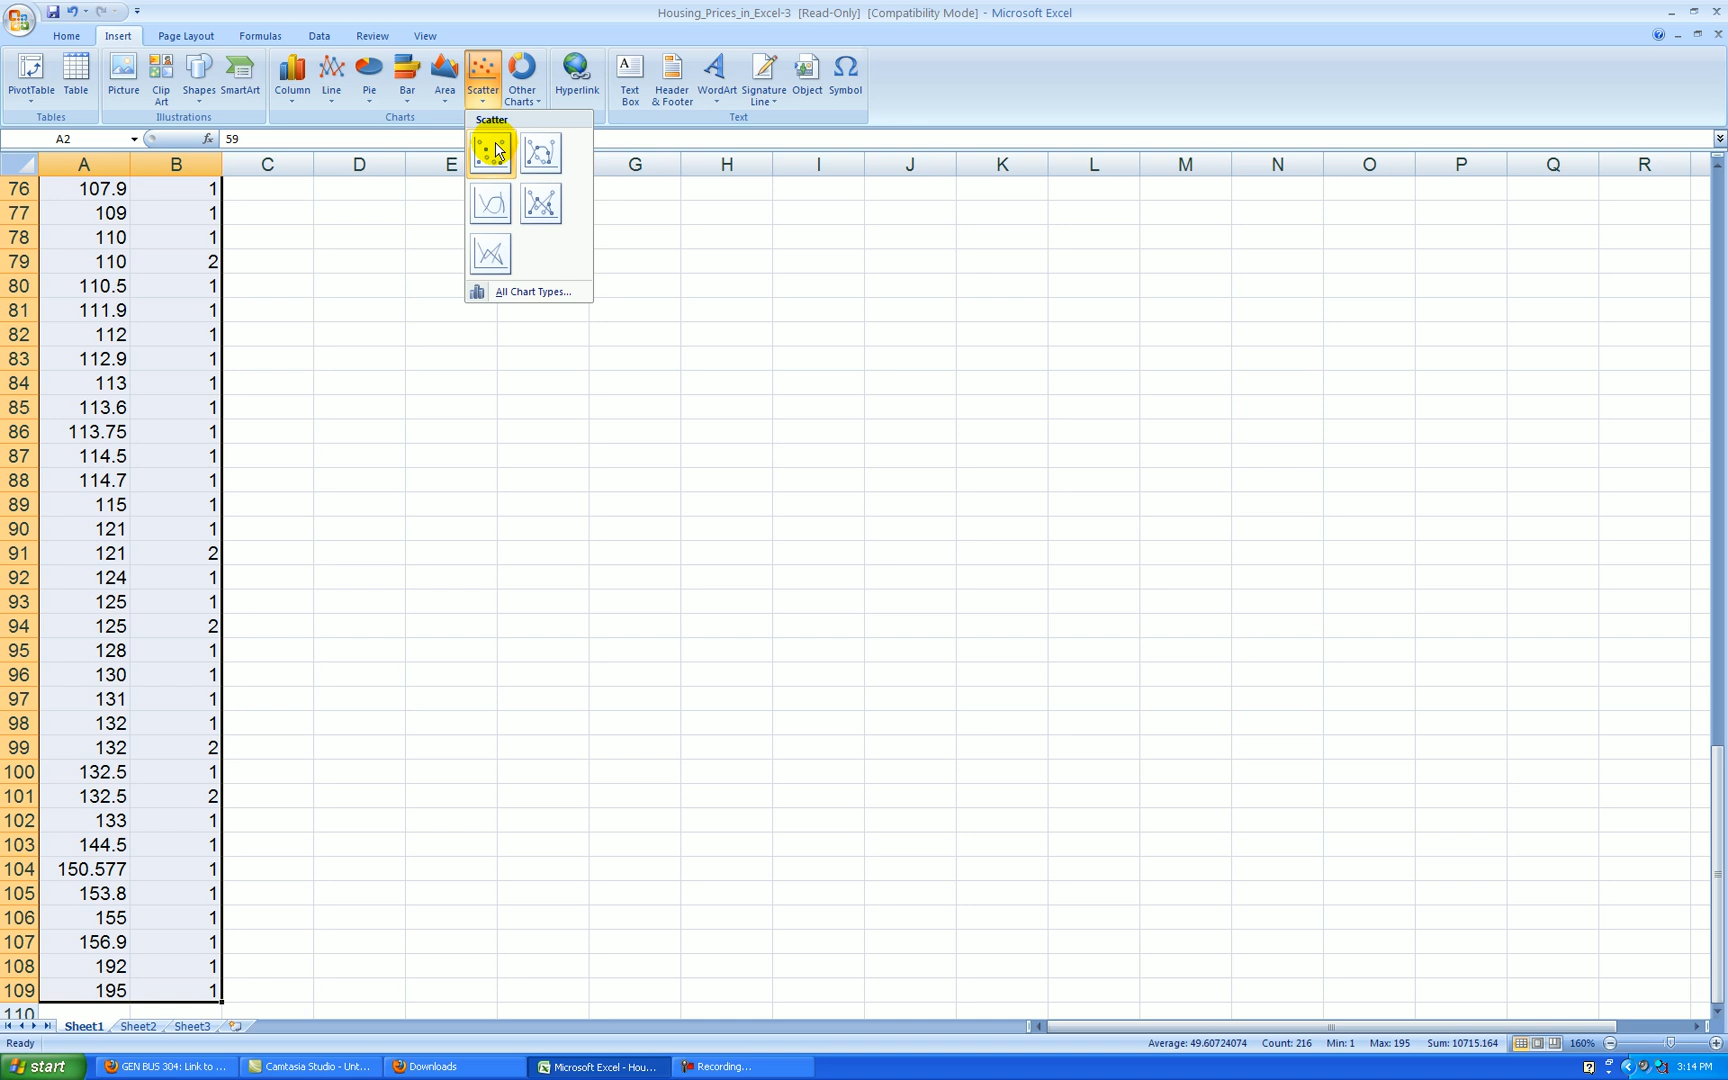 Housing_Prices_in_Excel-3 [Read-Only] [Compatibility Mode] - Microsoft Excel
Home Insert Page Layout Formulas Data Review View
PivotTable Table Picture Clip Art Shapes SmartArt Column Line Pie Bar Area Scatter Other Charts Hyperlink Text Box Header & Footer WordArt Signature Line Object Symbol
Tables Illustrations Charts Text
Scatter
All Chart Types...
A2 fx 59
A B C D E G H I J K L M N O P Q R
76 107.9 1
77 109 1
78 110 1
79 110 2
80 110.5 1
81 111.9 1
82 112 1
83 112.9 1
84 113 1
85 113.6 1
86 113.75 1
87 114.5 1
88 114.7 1
89 115 1
90 121 1
91 121 2
92 124 1
93 125 1
94 125 2
95 128 1
96 130 1
97 131 1
98 132 1
99 132 2
100 132.5 1
101 132.5 2
102 133 1
103 144.5 1
104 150.577 1
105 153.8 1
106 155 1
107 156.9 1
108 192 1
109 195 1
110
Sheet1 Sheet2 Sheet3
Ready Average: 49.60724074 Count: 216 Min: 1 Max: 195 Sum: 10715.164 160%
start GEN BUS 304: Link to ... Camtasia Studio - Unt... Downloads Microsoft Excel - Hou... Recording... 3:14 PM